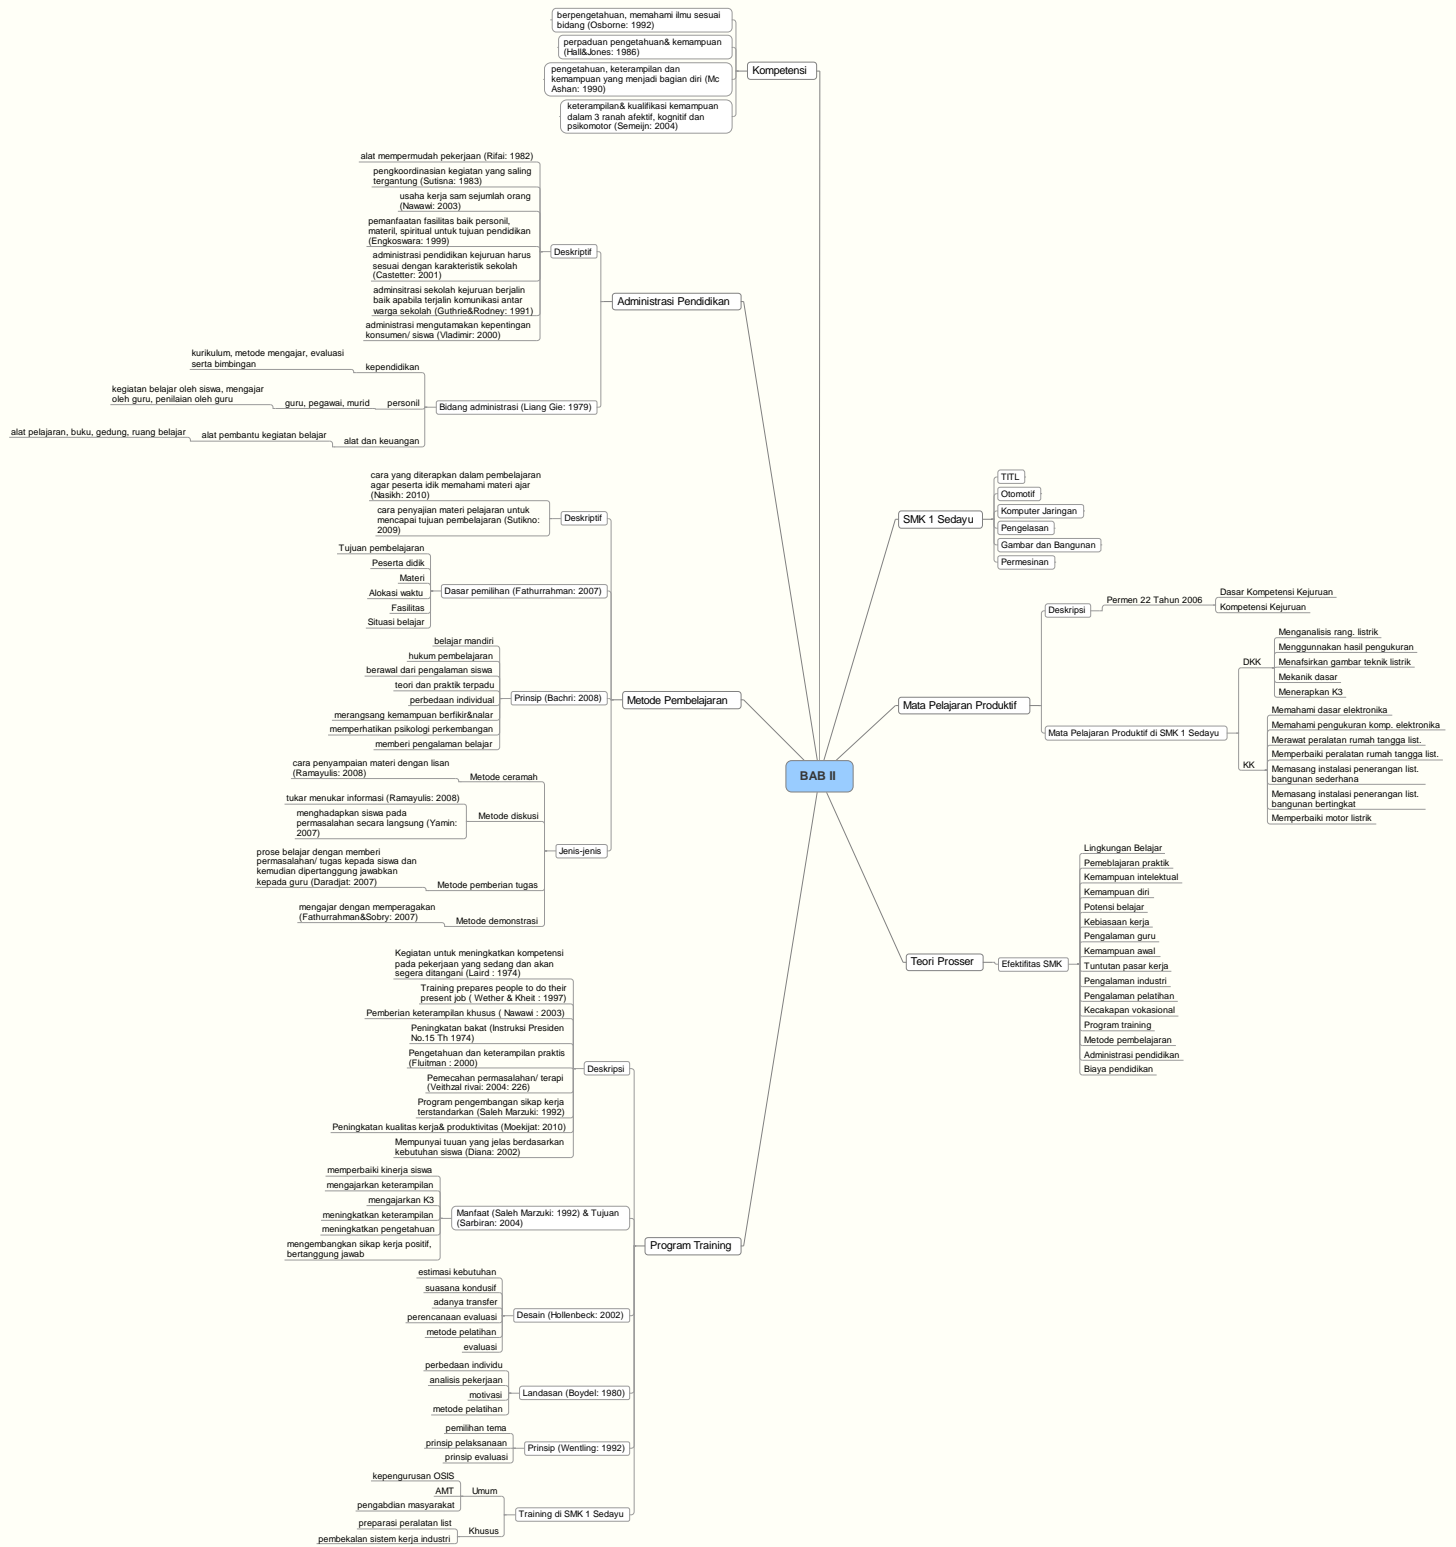 berpengetahuan, memahami ilmu sesuai
bidang (Osborne: 1992)
perpaduan pengetahuan& kemampuan
(Hall&Jones: 1986)
pengetahuan, keterampilan dan
kemampuan yang menjadi bagian diri (Mc
Ashan: 1990)
keterampilan& kualifikasi kemampuan
dalam 3 ranah afektif, kognitif dan
psikomotor (Semeijn: 2004)
Kompetensi
alat mempermudah pekerjaan (Rifai: 1982)
pengkoordinasian kegiatan yang saling
tergantung (Sutisna: 1983)
usaha kerja sam sejumlah orang
(Nawawi: 2003)
pemanfaatan fasilitas baik personil,
materil, spiritual untuk tujuan pendidikan
(Engkoswara: 1999)
administrasi pendidikan kejuruan harus
sesuai dengan karakteristik sekolah
(Castetter: 2001)
adminsitrasi sekolah kejuruan berjalin
baik apabila terjalin komunikasi antar
warga sekolah (Guthrie&Rodney: 1991)
administrasi mengutamakan kepentingan
konsumen/ siswa (Vladimir: 2000)
Deskriptif
Administrasi Pendidikan
kurikulum, metode mengajar, evaluasi
serta bimbingan
kependidikan
kegiatan belajar oleh siswa, mengajar
oleh guru, penilaian oleh guru
guru, pegawai, murid
personil
Bidang administrasi (Liang Gie: 1979)
alat pelajaran, buku, gedung, ruang belajar
alat pembantu kegiatan belajar
alat dan keuangan
cara yang diterapkan dalam pembelajaran
agar peserta idik memahami materi ajar
(Nasikh: 2010)
cara penyajian materi pelajaran untuk
mencapai tujuan pembelajaran (Sutikno:
2009)
Deskriptif
Tujuan pembelajaran
Peserta didik
Materi
Alokasi waktu
Fasilitas
Situasi belajar
Dasar pemilihan (Fathurrahman: 2007)
belajar mandiri
hukum pembelajaran
berawal dari pengalaman siswa
teori dan praktik terpadu
perbedaan individual
merangsang kemampuan berfikir&nalar
memperhatikan psikologi perkembangan
memberi pengalaman belajar
Prinsip (Bachri: 2008)
Metode Pembelajaran
cara penyampaian materi dengan lisan
(Ramayulis: 2008)
Metode ceramah
tukar menukar informasi (Ramayulis: 2008)
menghadapkan siswa pada
permasalahan secara langsung (Yamin:
2007)
Metode diskusi
prose belajar dengan memberi
permasalahan/ tugas kepada siswa dan
kemudian dipertanggung jawabkan
kepada guru (Daradjat: 2007)
Metode pemberian tugas
mengajar dengan memperagakan
(Fathurrahman&Sobry: 2007)
Metode demonstrasi
Jenis-jenis
Kegiatan untuk meningkatkan kompetensi
pada pekerjaan yang sedang dan akan
segera ditangani (Laird : 1974)
Training prepares people to do their
present job ( Wether & Kheit : 1997)
Pemberian keterampilan khusus ( Nawawi : 2003)
Peningkatan bakat (Instruksi Presiden
No.15 Th 1974)
Pengetahuan dan keterampilan praktis
(Fluitman : 2000)
Pemecahan permasalahan/ terapi
(Veithzal rivai: 2004: 226)
Program pengembangan sikap kerja
terstandarkan (Saleh Marzuki: 1992)
Peningkatan kualitas kerja& produktivitas (Moekijat: 2010)
Mempunyai tuuan yang jelas berdasarkan
kebutuhan siswa (Diana: 2002)
Deskripsi
memperbaiki kinerja siswa
mengajarkan keterampilan
mengajarkan K3
meningkatkan keterampilan
meningkatkan pengetahuan
mengembangkan sikap kerja positif,
bertanggung jawab
Manfaat (Saleh Marzuki: 1992) & Tujuan
(Sarbiran: 2004)
Program Training
estimasi kebutuhan
suasana kondusif
adanya transfer
perencanaan evaluasi
metode pelatihan
evaluasi
Desain (Hollenbeck: 2002)
perbedaan individu
analisis pekerjaan
motivasi
metode pelatihan
Landasan (Boydel: 1980)
pemilihan tema
prinsip pelaksanaan
prinsip evaluasi
Prinsip (Wentling: 1992)
kepengurusan OSIS
AMT
pengabdian masyarakat
Umum
preparasi peralatan list
pembekalan sistem kerja industri
Khusus
Training di SMK 1 Sedayu
BAB II
SMK 1 Sedayu
TITL
Otomotif
Komputer Jaringan
Pengelasan
Gambar dan Bangunan
Permesinan
Mata Pelajaran Produktif
Deskripsi
Permen 22 Tahun 2006
Dasar Kompetensi Kejuruan
Kompetensi Kejuruan
Mata Pelajaran Produktif di SMK 1 Sedayu
DKK
Menganalisis rang. listrik
Menggunnakan hasil pengukuran
Menafsirkan gambar teknik listrik
Mekanik dasar
Menerapkan K3
KK
Memahami dasar elektronika
Memahami pengukuran komp. elektronika
Merawat peralatan rumah tangga list.
Memperbaiki peralatan rumah tangga list.
Memasang instalasi penerangan list.
bangunan sederhana
Memasang instalasi penerangan list.
bangunan bertingkat
Memperbaiki motor listrik
Teori Prosser
Efektifitas SMK
Lingkungan Belajar
Pemeblajaran praktik
Kemampuan intelektual
Kemampuan diri
Potensi belajar
Kebiasaan kerja
Pengalaman guru
Kemampuan awal
Tuntutan pasar kerja
Pengalaman industri
Pengalaman pelatihan
Kecakapan vokasional
Program training
Metode pembelajaran
Administrasi pendidikan
Biaya pendidikan